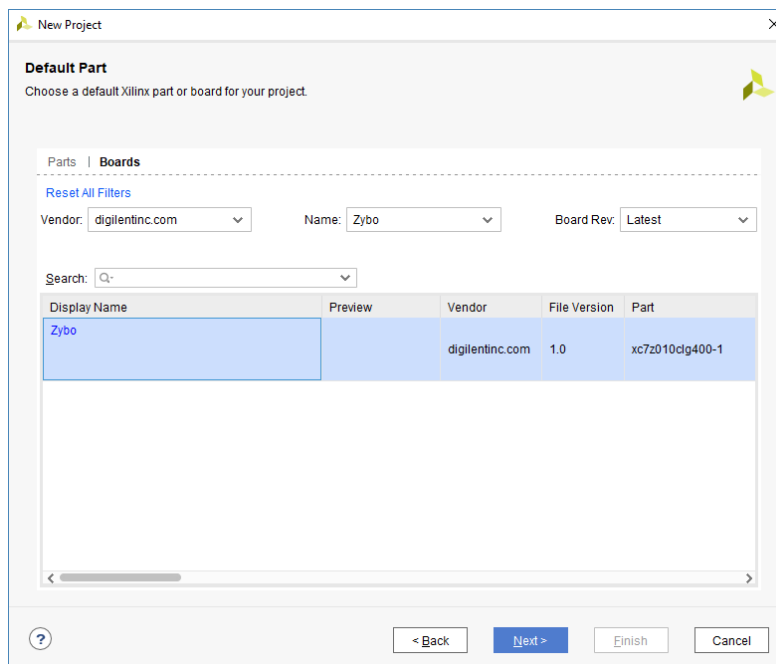 New Project
Default Part
Choose a default Xilinx part or board for your project.
Parts | Boards
Reset All Filters
Vendor: digilentinc.com Name: Zybo Board Rev: Latest
Search: Q-
Display Name Preview Vendor File Version Part
Zybo
digilentinc.com 1.0 xc7z010clg400-1
? < Back Next > Finish Cancel